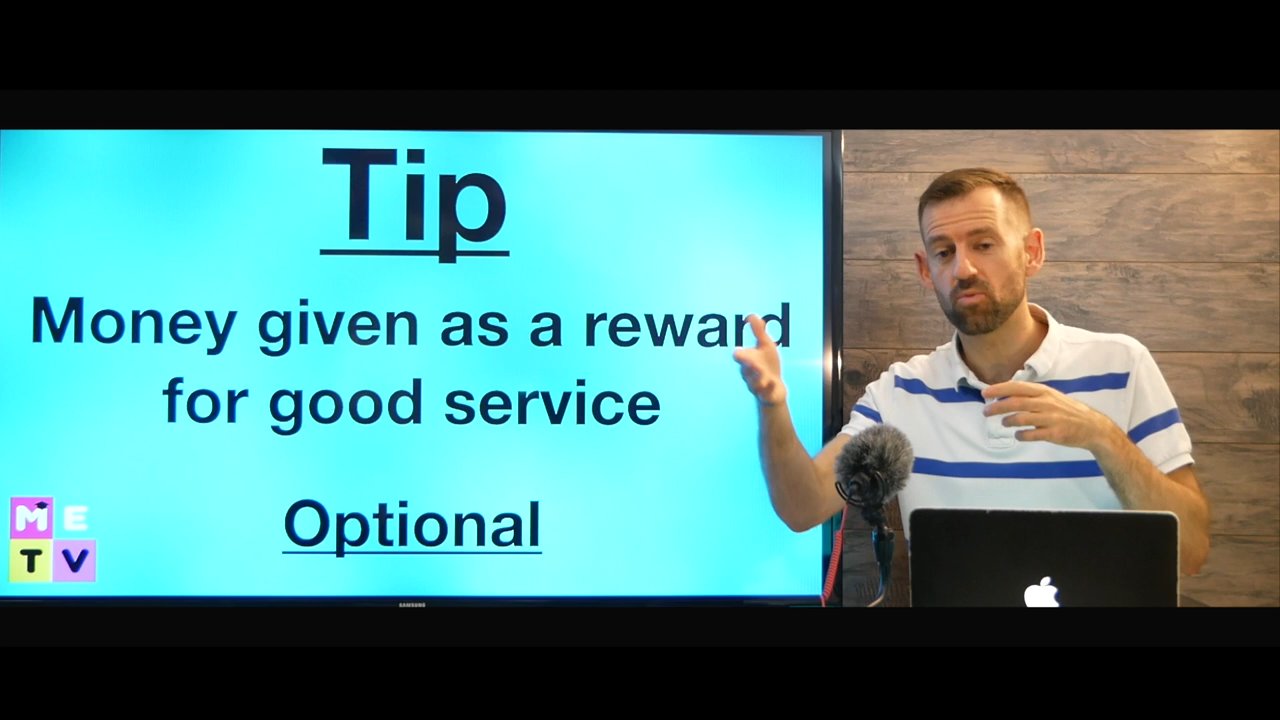 Tip
Money given as a reward
for good service
Optional
M E
T V
SAMSUNG